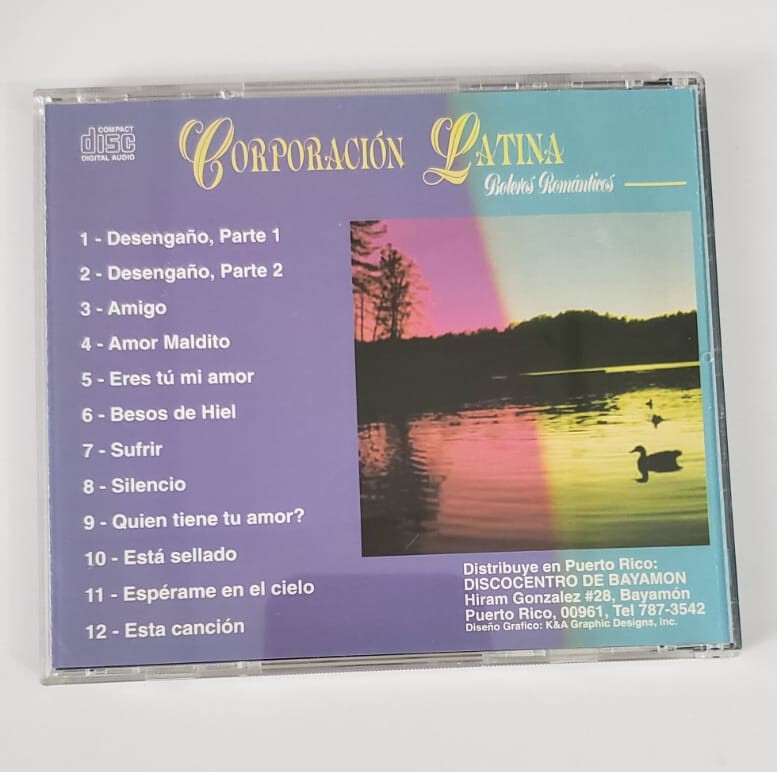 COMPACT
disc
DIGITAL AUDIO
CORPORACIÓN LATINA
Boleros Románticos
1 - Desengaño, Parte 1
2 - Desengaño, Parte 2
3 - Amigo
4 - Amor Maldito
5 - Eres tú mi amor
6 - Besos de Hiel
7 - Sufrir
8 - Silencio
9 - Quien tiene tu amor?
10 - Está sellado
11 - Espérame en el cielo
12 - Esta canción
Distribuye en Puerto Rico:
DISCOCENTRO DE BAYAMON
Hiram Gonzalez #28, Bayamón
Puerto Rico, 00961, Tel 787-3542
Diseño Grafico: K&A Graphic Designs, inc.